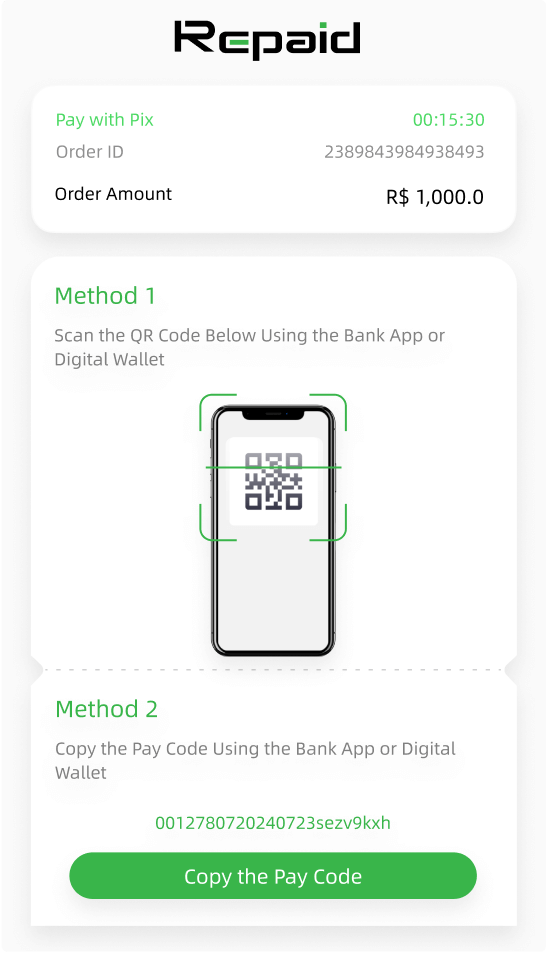 Repaid
Pay with Pix 00:15:30
Order ID 2389843984938493
Order Amount R$ 1,000.0
Method 1
Scan the QR Code Below Using the Bank App or
Digital Wallet
Method 2
Copy the Pay Code Using the Bank App or Digital
Wallet
0012780720240723sezv9kxh
Copy the Pay Code